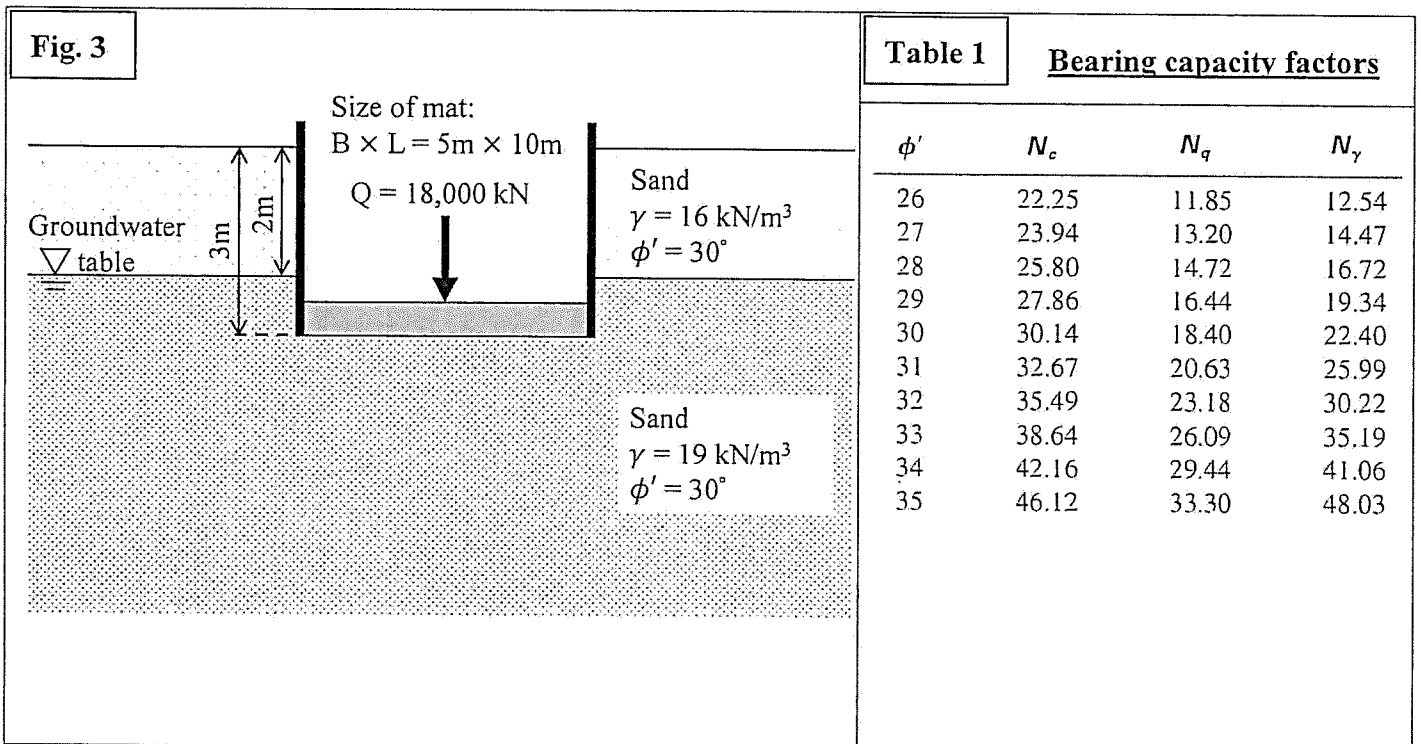 Fig. 3
Size of mat:
B × L = 5m × 10m
Q = 18,000 kN
3m
2m
Groundwater
table
Sand
γ = 16 kN/m³
ϕ′ = 30°
Sand
γ = 19 kN/m³
ϕ′ = 30°
Table 1
Bearing capacity factors
ϕ′ N_c N_q N_γ
26 22.25 11.85 12.54
27 23.94 13.20 14.47
28 25.80 14.72 16.72
29 27.86 16.44 19.34
30 30.14 18.40 22.40
31 32.67 20.63 25.99
32 35.49 23.18 30.22
33 38.64 26.09 35.19
34 42.16 29.44 41.06
35 46.12 33.30 48.03